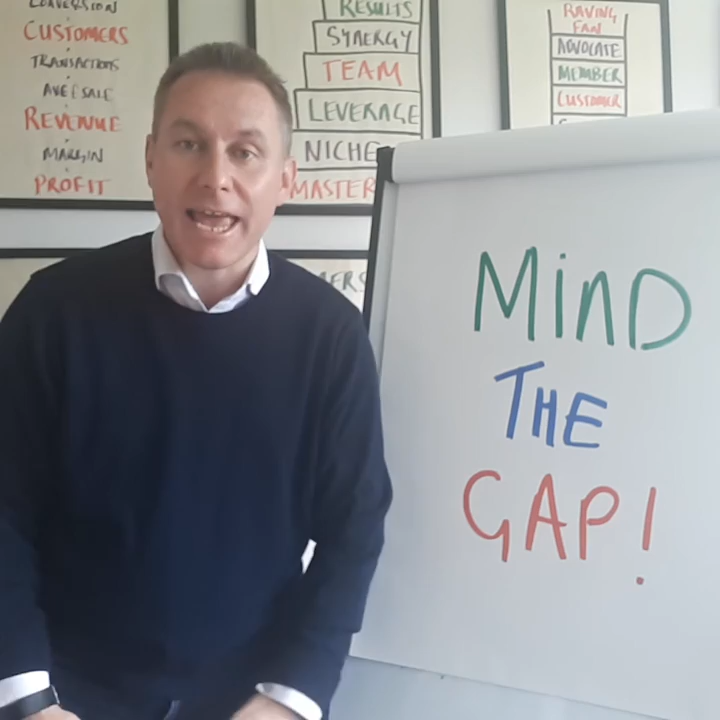 CONVERSION
CUSTOMERS
TRANSACTIONS
AVE £ SALE
REVENUE
MARGIN
PROFIT
RESULTS
SYNERGY
TEAM
LEVERAGE
NICHE
MASTER
RAVING
FAN
ADVOCATE
MEMBER
CUSTOMER
MERS
MIND
THE
GAP!